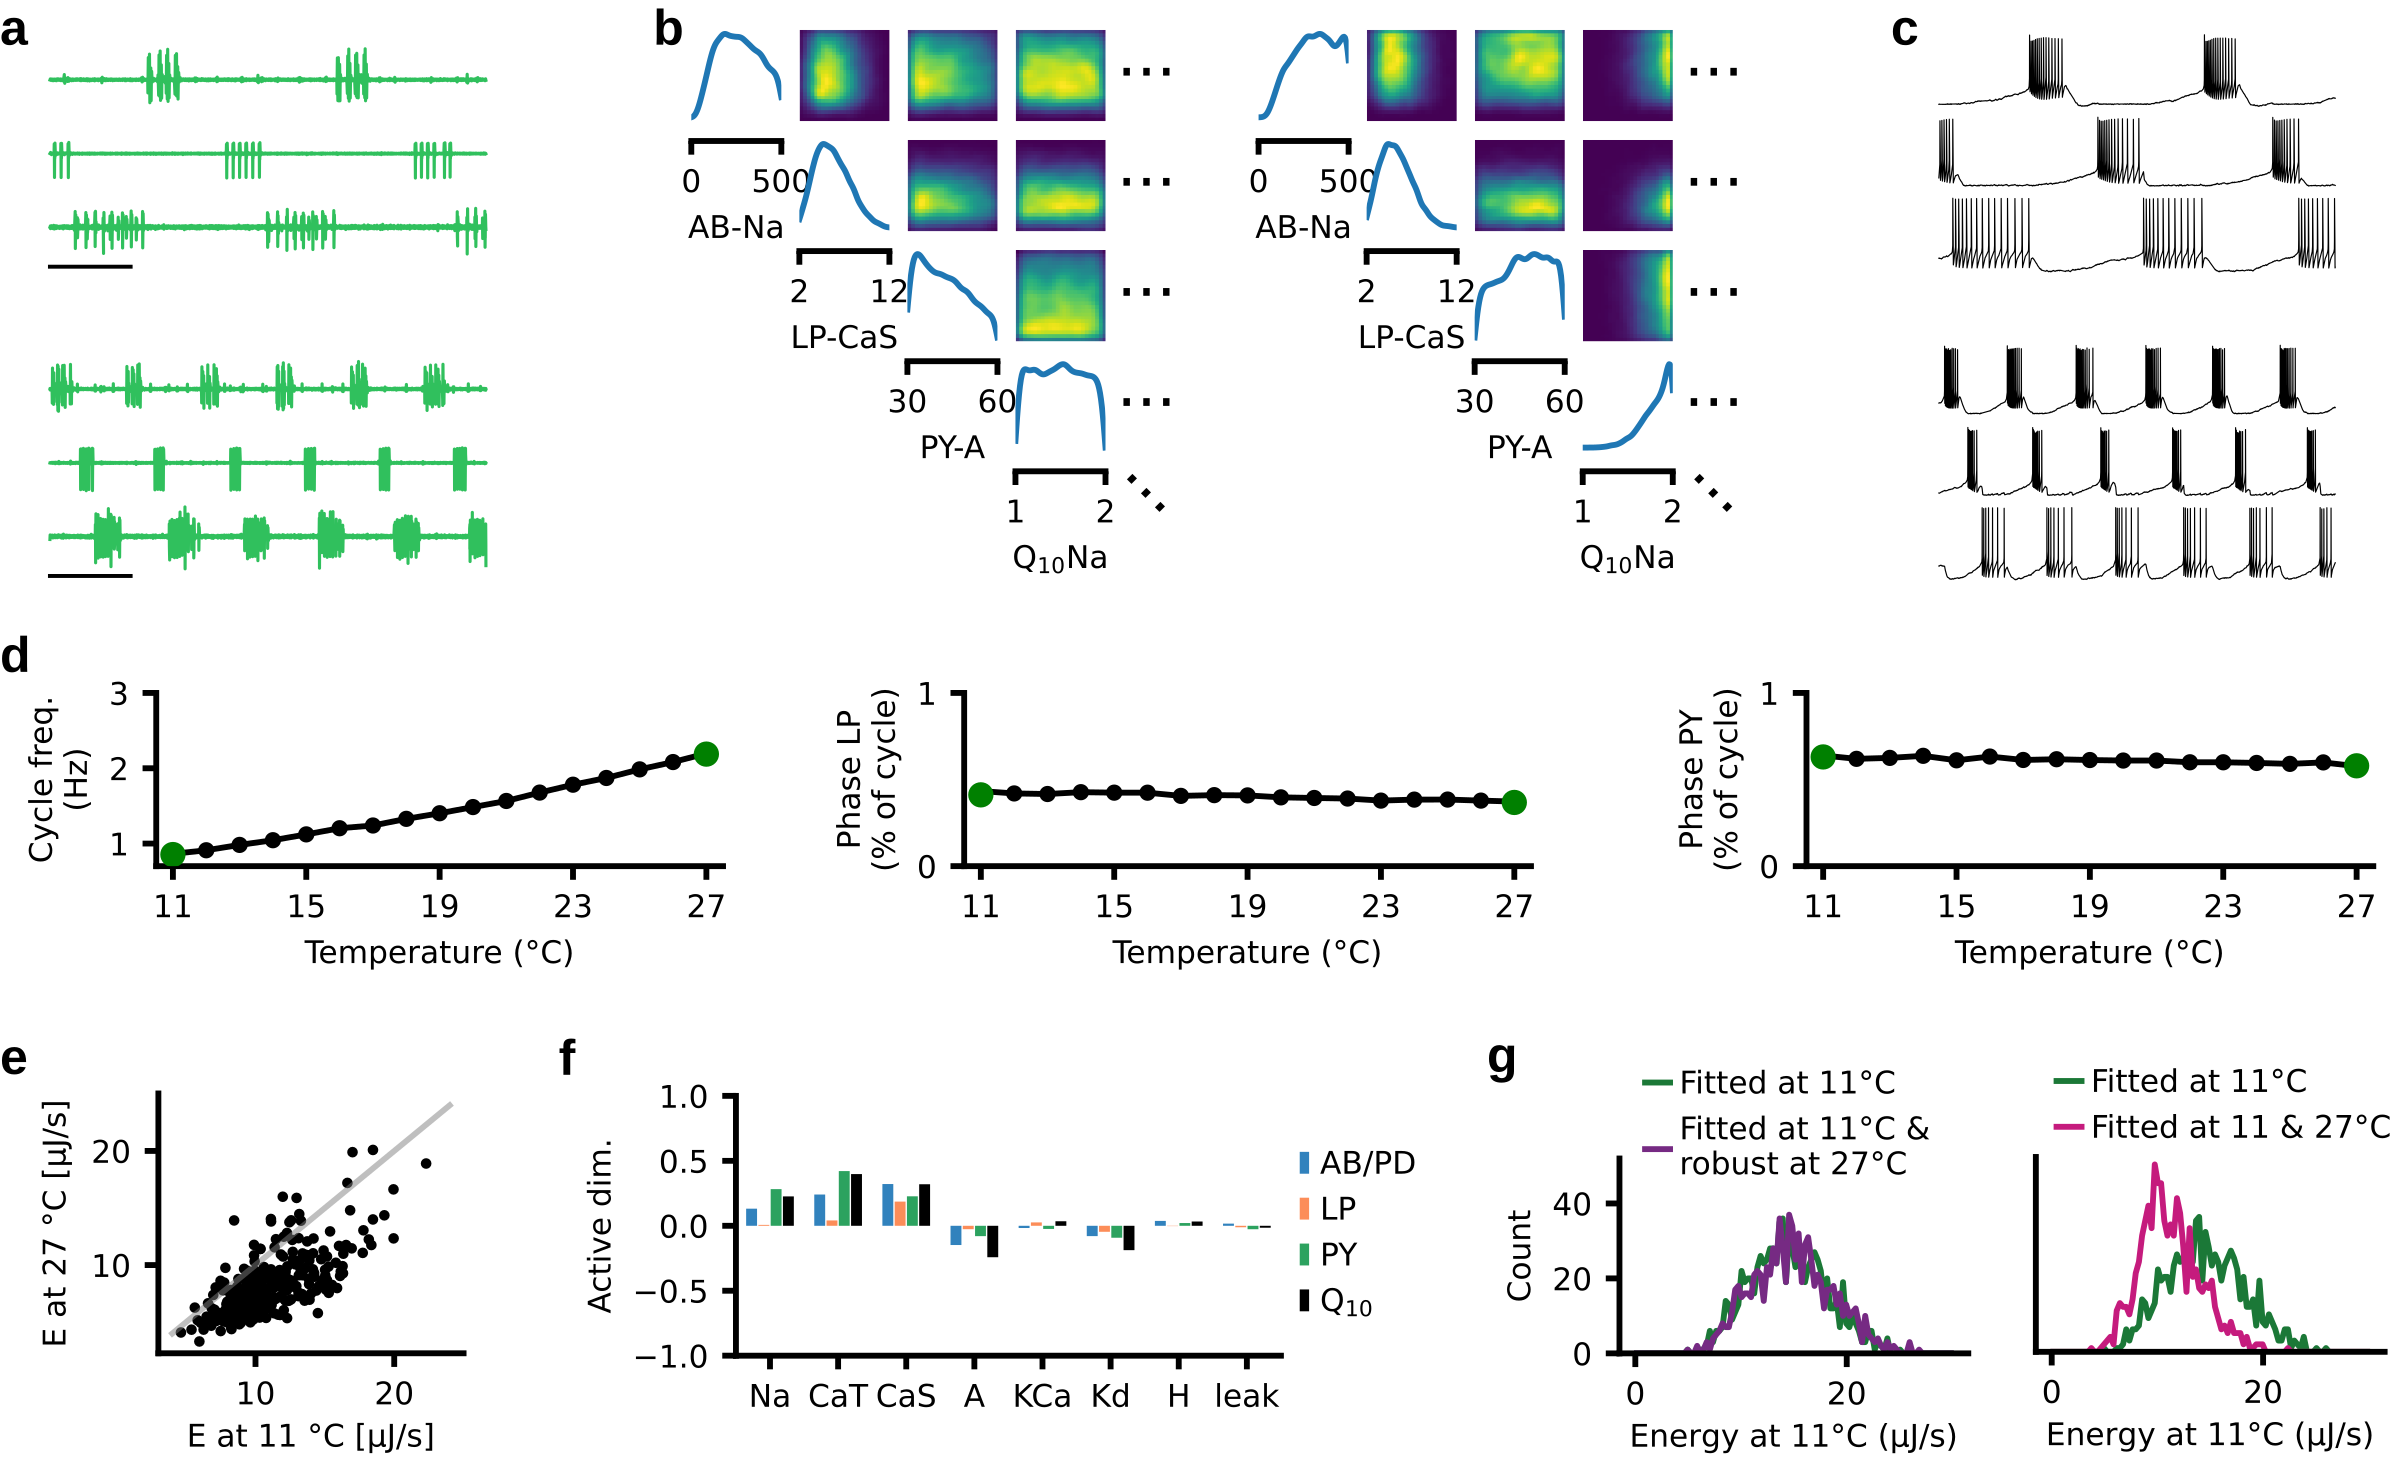 a
b
c
0
500
AB-Na
2
12
LP-CaS
30
60
PY-A
1
2
Q₁₀Na
0
500
AB-Na
2
12
LP-CaS
30
60
PY-A
1
2
Q₁₀Na
d
Cycle freq.
(Hz)
3
2
1
11
15
19
23
27
Temperature (°C)
Phase LP
(% of cycle)
1
0
11
15
19
23
27
Temperature (°C)
Phase PY
(% of cycle)
1
0
11
15
19
23
27
Temperature (°C)
e
E at 27 °C [μJ/s]
20
10
10
20
E at 11 °C [μJ/s]
f
Active dim.
1.0
0.5
0.0
−0.5
−1.0
Na
CaT
CaS
A
KCa
Kd
H
leak
AB/PD
LP
PY
Q₁₀
g
Fitted at 11°C
Fitted at 11°C &
robust at 27°C
Count
40
20
0
0
20
Energy at 11°C (μJ/s)
Fitted at 11°C
Fitted at 11 & 27°C
0
20
Energy at 11°C (μJ/s)